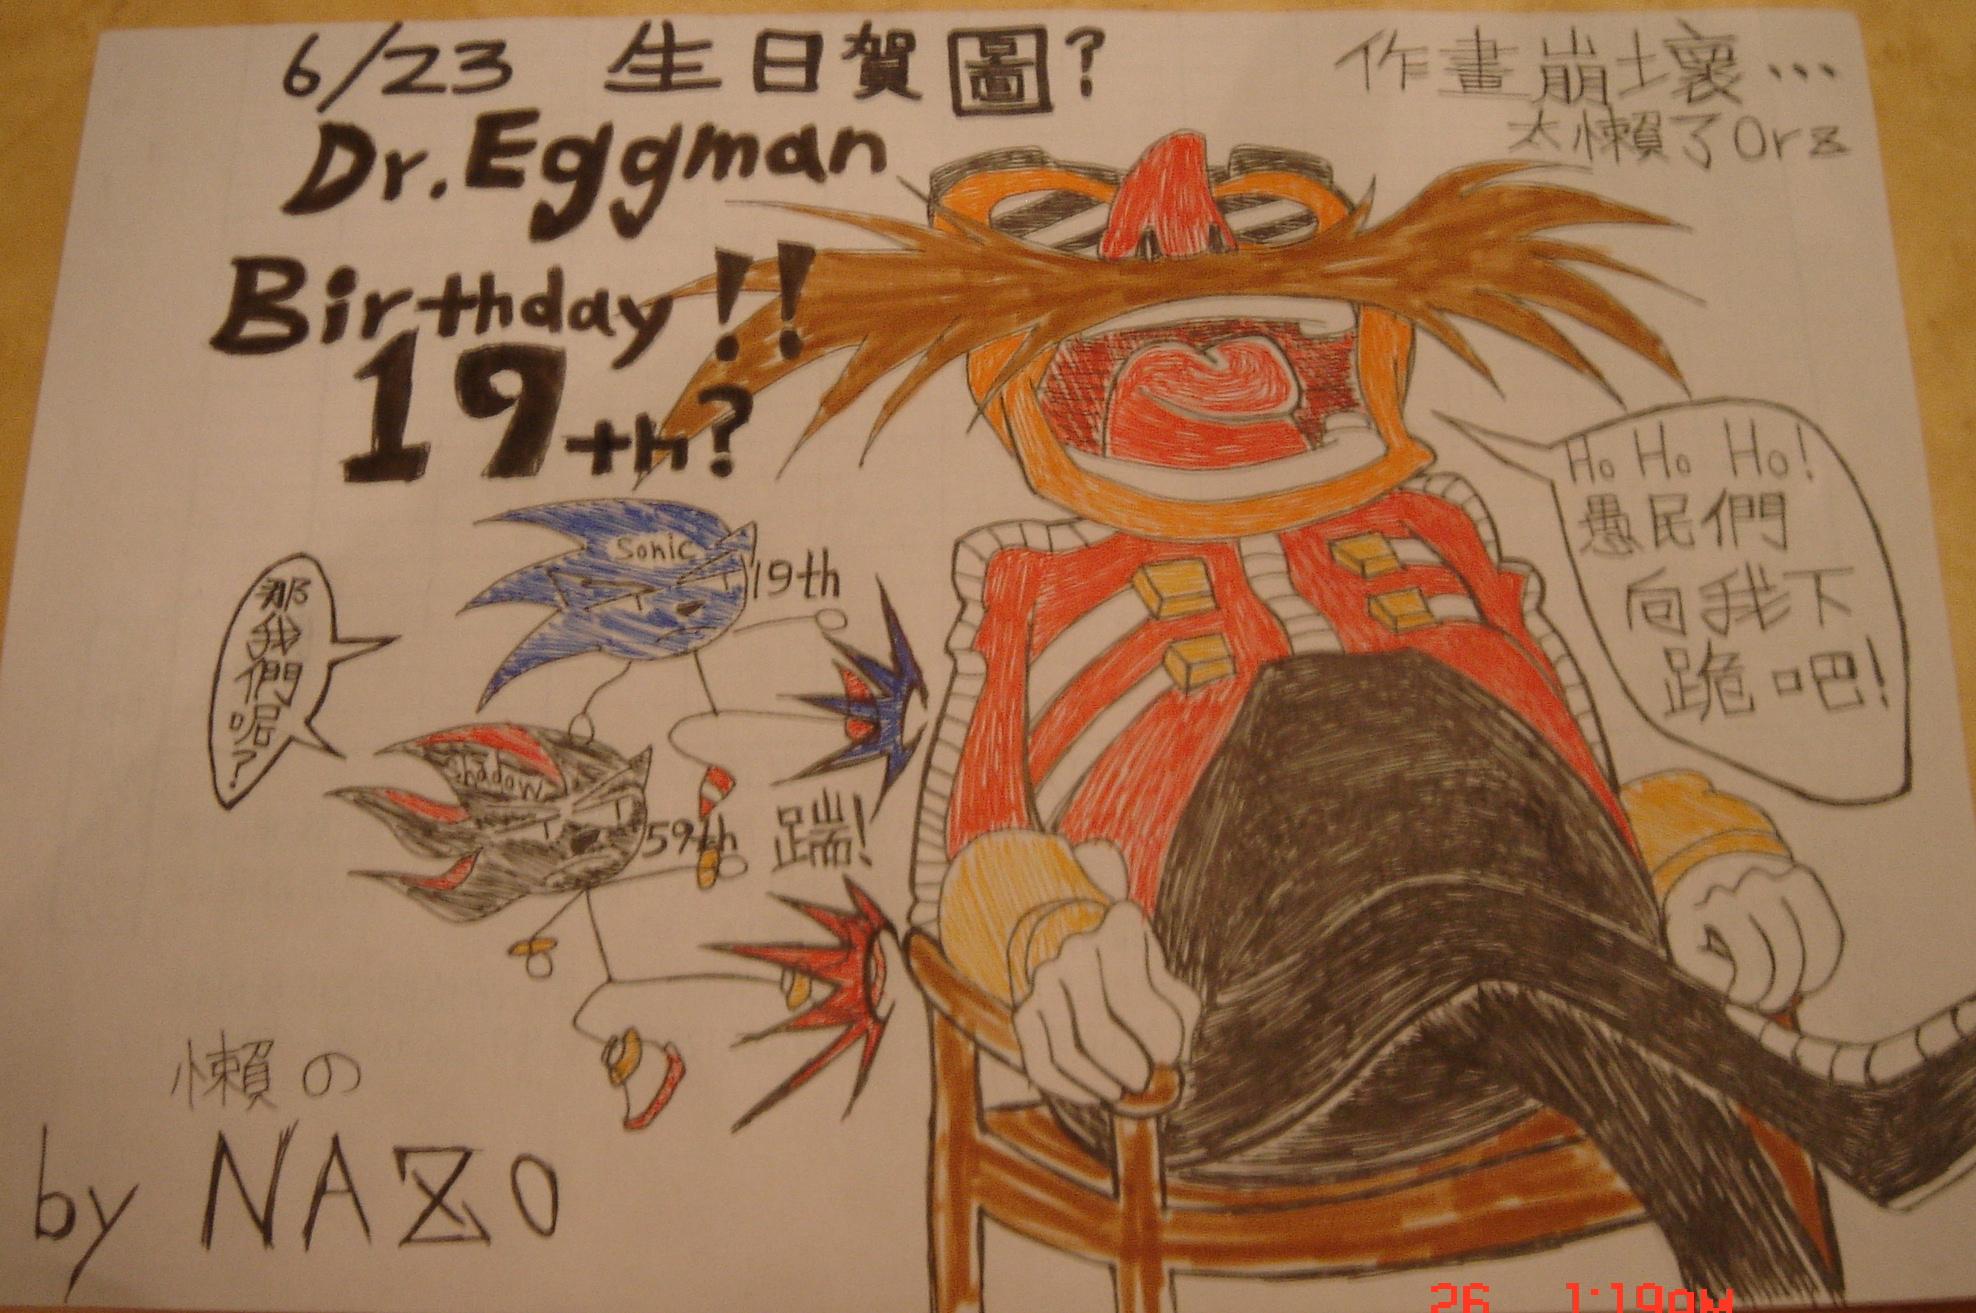 6/23 生日賀圖?
作畫崩壞...
太懶了Orz
Dr.Eggman
Birthday!!
19th?
Ho Ho Ho!
愚民們
向我下
跪吧!
Sonic
19th
那我們呢?
Shadow
59th
踹!
懶の
by NAZO
26 1:19PM